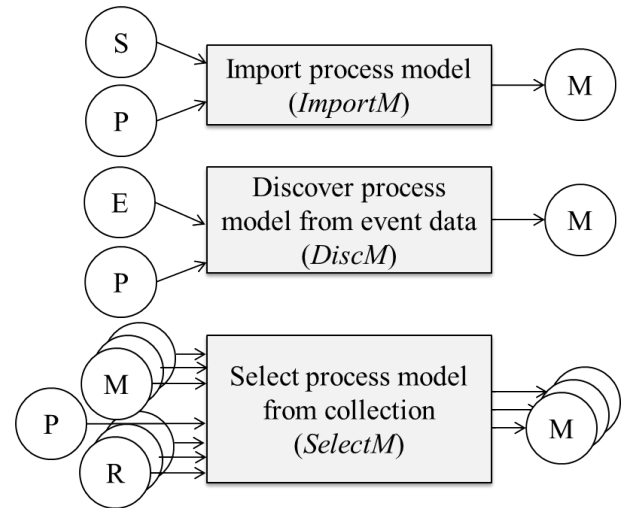 S
Import process model
(ImportM)
M
P
E
Discover process
model from event data
(DiscM)
M
P
M
Select process model
from collection
(SelectM)
P
M
R